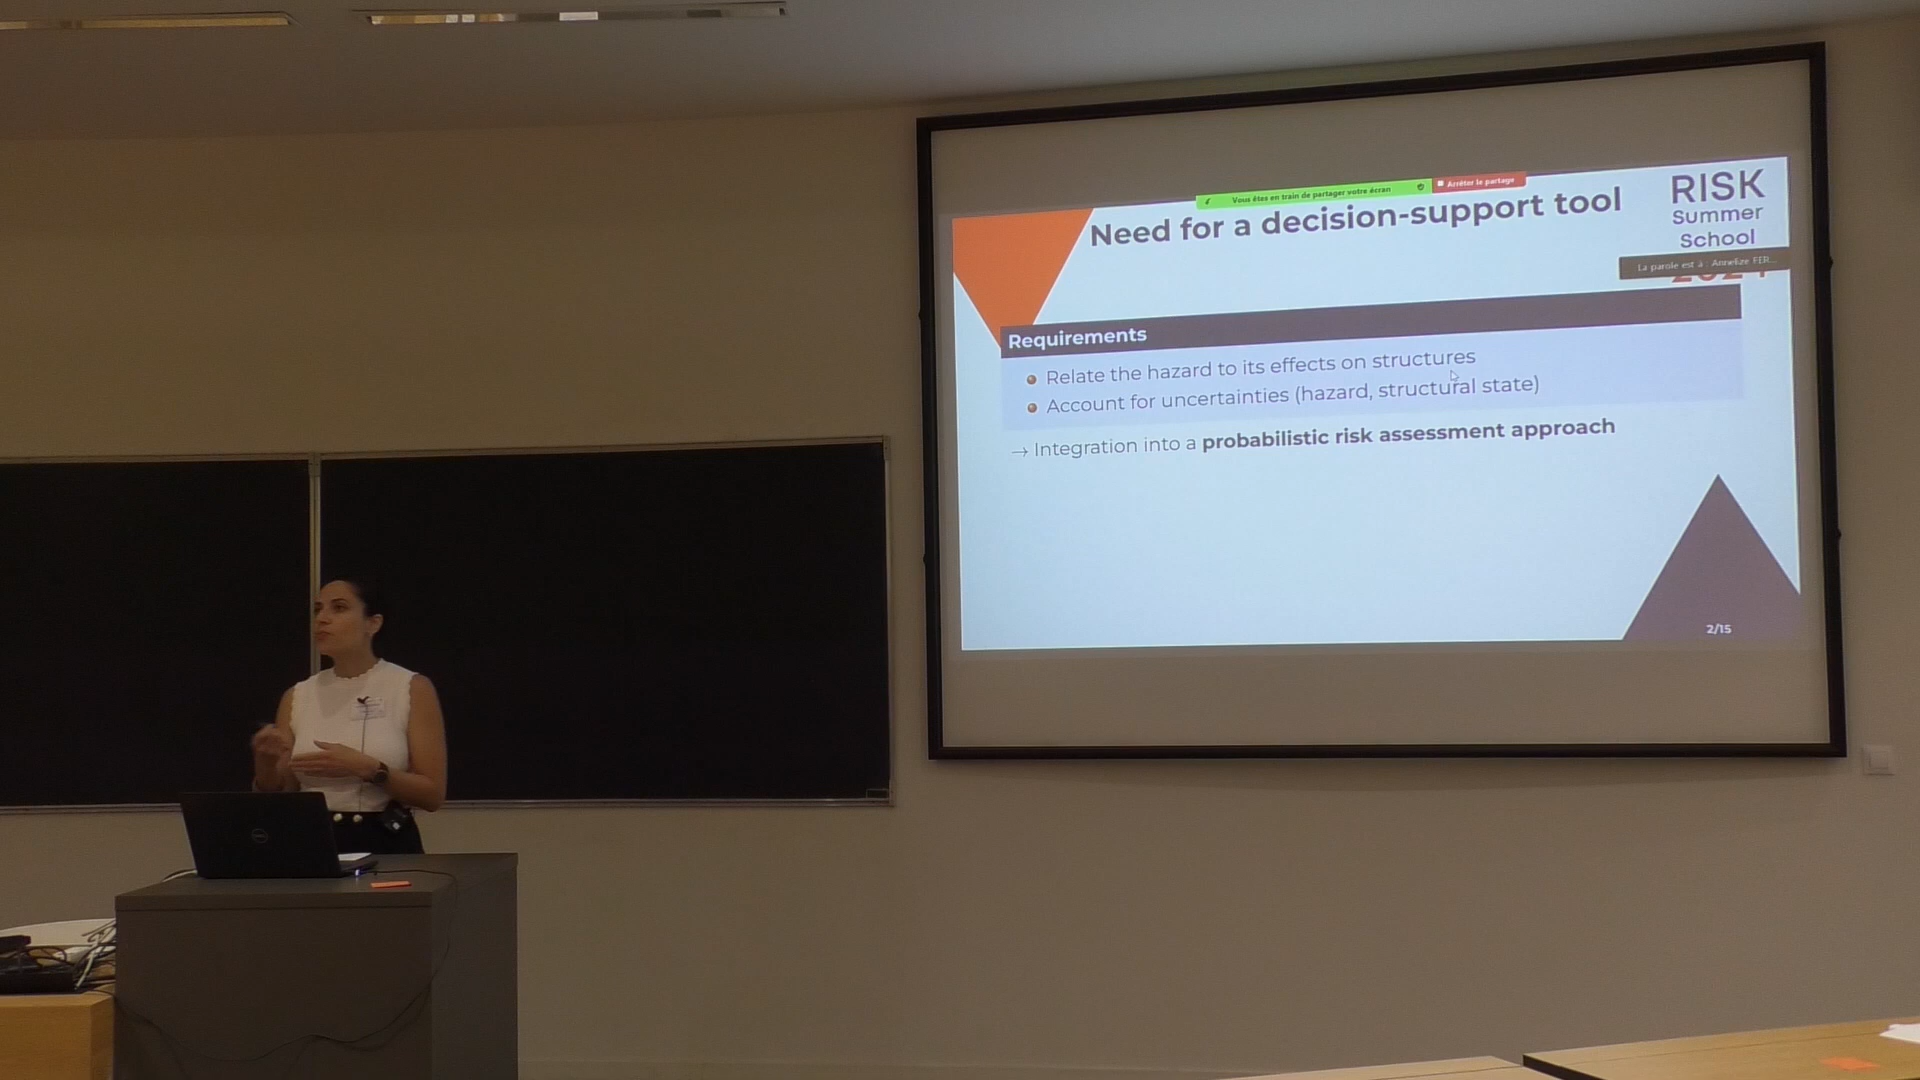 Vous êtes en train de partager votre écran
Arrêter le partage
Need for a decision-support tool
RISK
Summer
School
La parole est à : Annelize FER...
Requirements
Relate the hazard to its effects on structures
Account for uncertainties (hazard, structural state)
→ Integration into a probabilistic risk assessment approach
2/15
DELL